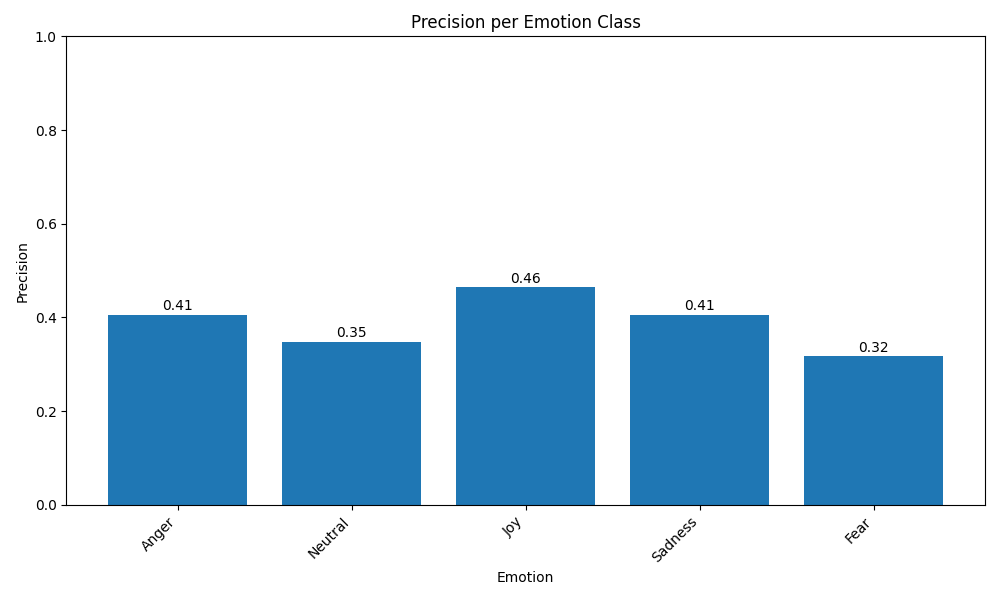 Precision per Emotion Class
1.0
0.8
0.6
0.4
0.2
0.0
Precision
0.41
0.35
0.46
0.41
0.32
Anger
Neutral
Joy
Sadness
Fear
Emotion